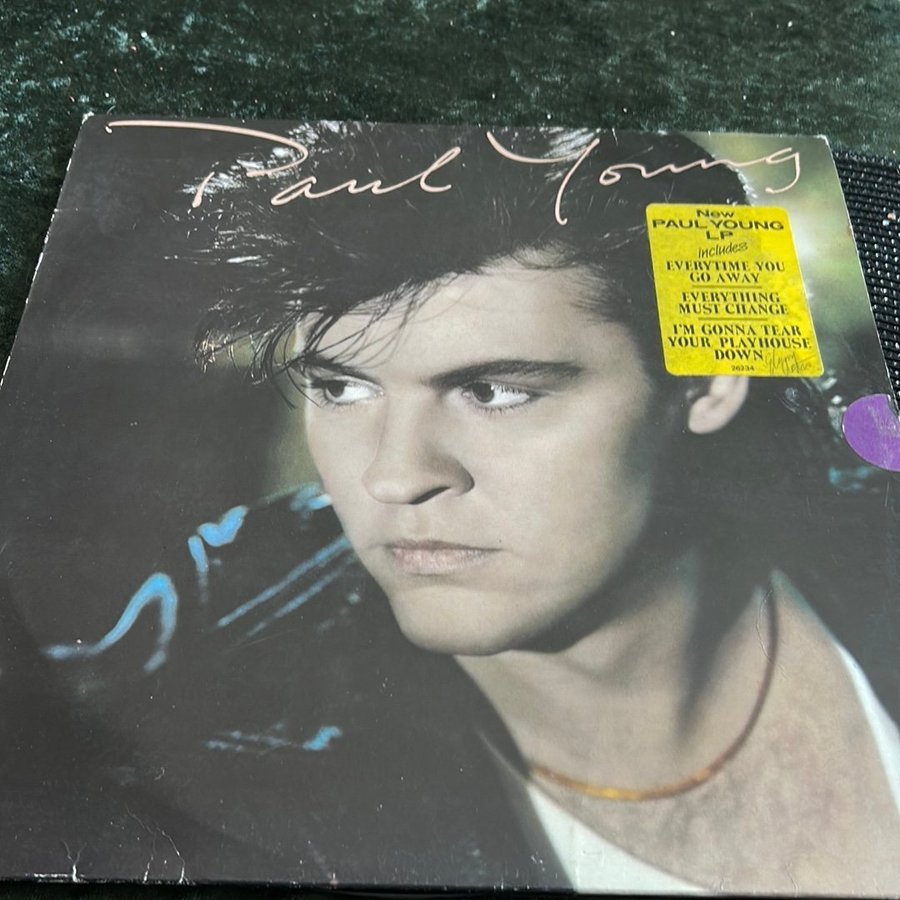 Paul Young
New
PAUL YOUNG
LP
includes
EVERYTIME YOU
GO AWAY
EVERYTHING
MUST CHANGE
I'M GONNA TEAR
YOUR PLAYHOUSE
DOWN
26234